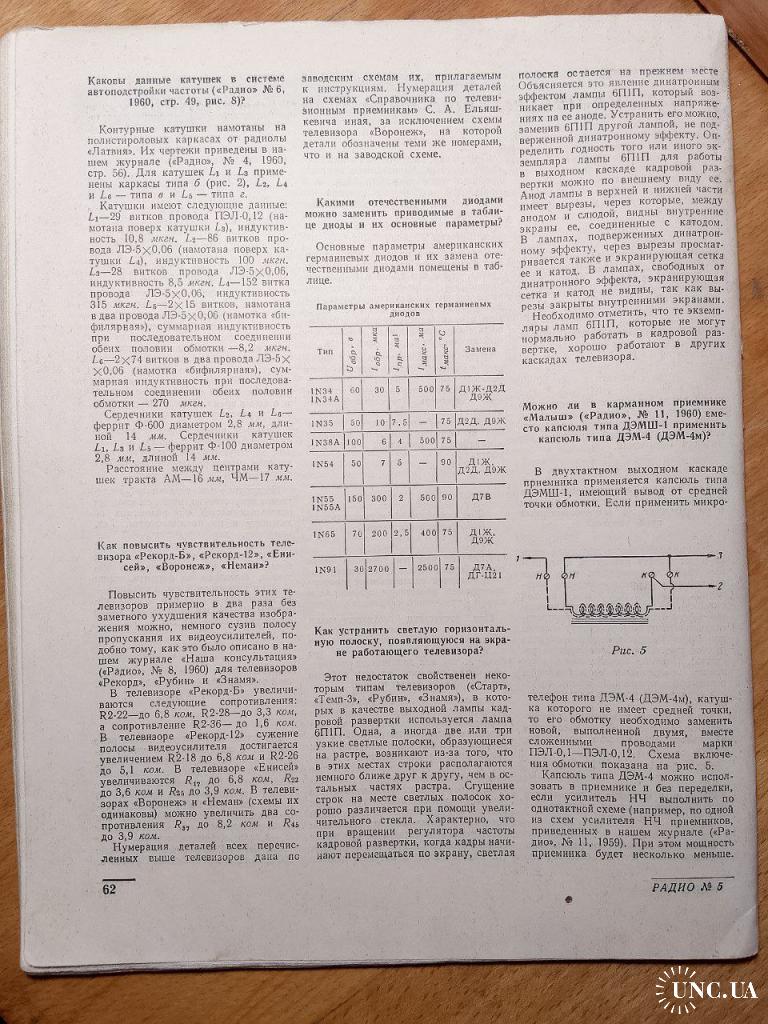 Каковы данные катушек в системе
автоподстройки частоты («Радио» № 6,
1960, стр. 49, рис. 8)?
Контурные катушки намотаны на
полистироловых каркасах от радиолы
«Латвия». Их чертежи приведены в на-
шем журнале («Радио», № 4, 1960,
стр. 56). Для катушек L1 и L3 приме-
нены каркасы типа б (рис. 2), L2, L4
и L6 — типа в и L5 — типа г.
Катушки имеют следующие данные:
L1—29 витков провода ПЭЛ-0,12 (на-
мотана поверх катушки L2), индуктив-
ность 10,8 мкгн, L2—86 витков про-
вода ЛЭ-5×0,06 (намотана поверх ка-
тушки L4), индуктивность 100 мкгн.
L3—28 витков провода ЛЭ-5×0,06,
индуктивность 8,5 мкгн, L4—152 витка
провода ЛЭ-5×0,06, индуктивность
315 мкгн. L5—2×15 витков, намотана
в два провода ЛЭ-5×0,06 (намотка «би-
филярная»), суммарная индуктивность
при последовательном соединении
обеих половин обмотки —8,2 мкгн.
L6—2×74 витков в два провода ЛЭ-5×
×0,06 (намотка «бифилярная»), сум-
марная индуктивность при последова-
тельном соединении обеих половин
обмотки — 270 мкгн.
Сердечники катушек L2, L4 и L6—
феррит Ф-600 диаметром 2,8 мм, дли-
ной 14 мм. Сердечники катушек
L1, L3 и L5 — феррит Ф-100 диаметром
2,8 мм, длиной 14 мм.
Расстояние между центрами кату-
шек тракта АМ—16 мм, ЧМ—17 мм.
Как повысить чувствительность теле-
визора «Рекорд-Б», «Рекорд-12», «Ени-
сей», «Воронеж», «Неман»?
Повысить чувствительность этих те-
левизоров примерно в два раза без
заметного ухудшения качества изобра-
жения можно, немного сузив полосу
пропускания их видеоусилителей, по-
добно тому, как это было описано в на-
шем журнале «Наша консультация»
(«Радио», № 8, 1960) для телевизоров
«Рекорд», «Рубин» и «Знамя».
В телевизоре «Рекорд-Б» увеличи-
ваются следующие сопротивления:
R2-22—до 6,8 ком, R2-28—до 3,3 ком,
а сопротивление R2-36— до 1,6 ком.
В телевизоре «Рекорд-12» сужение
полосы видеоусилителя достигается
увеличением R2-18 до 6,8 ком и R2-26
до 5,1 ком. В телевизоре «Енисей»
увеличиваются R17 до 6,8 ком, R22
до 3,6 ком и R25 до 3,9 ком. В телеви-
зорах «Воронеж» и «Неман» (схемы их
одинаковы) можно увеличить два со-
противления R37 до 8,2 ком и R45
до 3,9 ком.
Нумерация деталей всех перечис-
ленных выше телевизоров дана по
заводским схемам их, прилагаемым
к инструкциям. Нумерация деталей
на схемах «Справочника по телеви-
зионным приемникам» С. А. Ельяш-
кевича иная, за исключением схемы
телевизора «Воронеж», на которой
детали обозначены теми же номерами,
что и на заводской схеме.
Какими отечественными диодами
можно заменить приводимые в табли-
це диоды и их основные параметры?
Основные параметры американских
германиевых диодов и их замена оте-
чественными диодами помещены в таб-
лице.
Параметры американских германиевых
диодов
Тип U обр, в I обр, мка I пр, ма I макс, ма t макс, °С Замена
1N34 60 30 5 500 75 Д1Ж-Д2Д
1N34A Д9Ж
1N35 50 10 7,5 — 75 Д2Д, Д9Ж
1N38A 100 6 4 500 75 —
1N54 50 7 5 — 90 Д1Ж,
Д2Д, Д9Ж
1N55 150 300 2 500 90 Д7В
1N55A
1N65 70 200 2,5 400 75 Д1Ж,
Д9Ж
1N91 30 2700 — 2500 75 Д7А,
ДГ-Ц21
Как устранить светлую горизонталь-
ную полоску, появляющуюся на экра-
не работающего телевизора?
Этот недостаток свойственен неко-
торым типам телевизоров («Старт»,
«Темп-3», «Рубин», «Знамя»), в кото-
рых в качестве выходной лампы кад-
ровой развертки используется лампа
6П1П. Одна, а иногда две или три
узкие светлые полоски, образующиеся
на растре, возникают из-за того, что
в этих местах строки располагаются
немного ближе друг к другу, чем в ос-
тальных частях растра. Сгущение
строк на месте светлых полосок хо-
рошо различается при помощи увели-
чительного стекла. Характерно, что
при вращении регулятора частоты
кадровой развертки, когда кадры начи-
нают перемещаться по экрану, светлая
полоска остается на прежнем месте
Объясняется это явление динатронным
эффектом лампы 6П1П, который воз-
никает при определенных напряже-
ниях на ее аноде. Устранить его можно,
заменив 6П1П другой лампой, не под-
верженной динатронному эффекту. Оп-
ределить годность того или иного эк-
земпляра лампы 6П1П для работы
в выходном каскаде кадровой раз-
вертки можно по внешнему виду ее.
Анод лампы в верхней и нижней части
имеет вырезы, через которые, между
анодом и слюдой, видны внутренние
экраны ее, соединенные с катодом.
В лампах, подверженных динатрон-
ному эффекту, через вырезы просмат-
ривается также и экранирующая сетка
ее и катод. В лампах, свободных от
динатронного эффекта, экранирующая
сетка и катод не видны, так как вы-
резы закрыты внутренними экранами.
Необходимо отметить, что те экземп-
ляры ламп 6П1П, которые не могут
нормально работать в кадровой раз-
вертке, хорошо работают в других
каскадах телевизора.
Можно ли в карманном приемнике
«Малыш» («Радио», № 11, 1960) вме-
сто капсюля типа ДЭМШ-1 применить
капсюль типа ДЭМ-4 (ДЭМ-4м)?
В двухтактном выходном каскаде
приемника применяется капсюль типа
ДЭМШ-1, имеющий вывод от средней
точки обмотки. Если применить микро-
1 Н Н К К 3
2
Рис. 5
телефон типа ДЭМ-4 (ДЭМ-4м), катуш-
ка которого не имеет средней точки,
то его обмотку необходимо заменить
новой, выполненной двумя, вместе
сложенными проводами марки
ПЭЛ-0,1—ПЭЛ-0,12. Схема включе-
ния обмотки показана на рис. 5.
Капсюль типа ДЭМ-4 можно исполь-
зовать в приемнике и без переделки,
если усилитель НЧ выполнить по
однотактной схеме (например, по одной
из схем усилителя НЧ приемников,
приведенных в нашем журнале («Ра-
дио», № 11, 1959). При этом мощность
приемника будет несколько меньше.
62
РАДИО № 5
UNC.UA